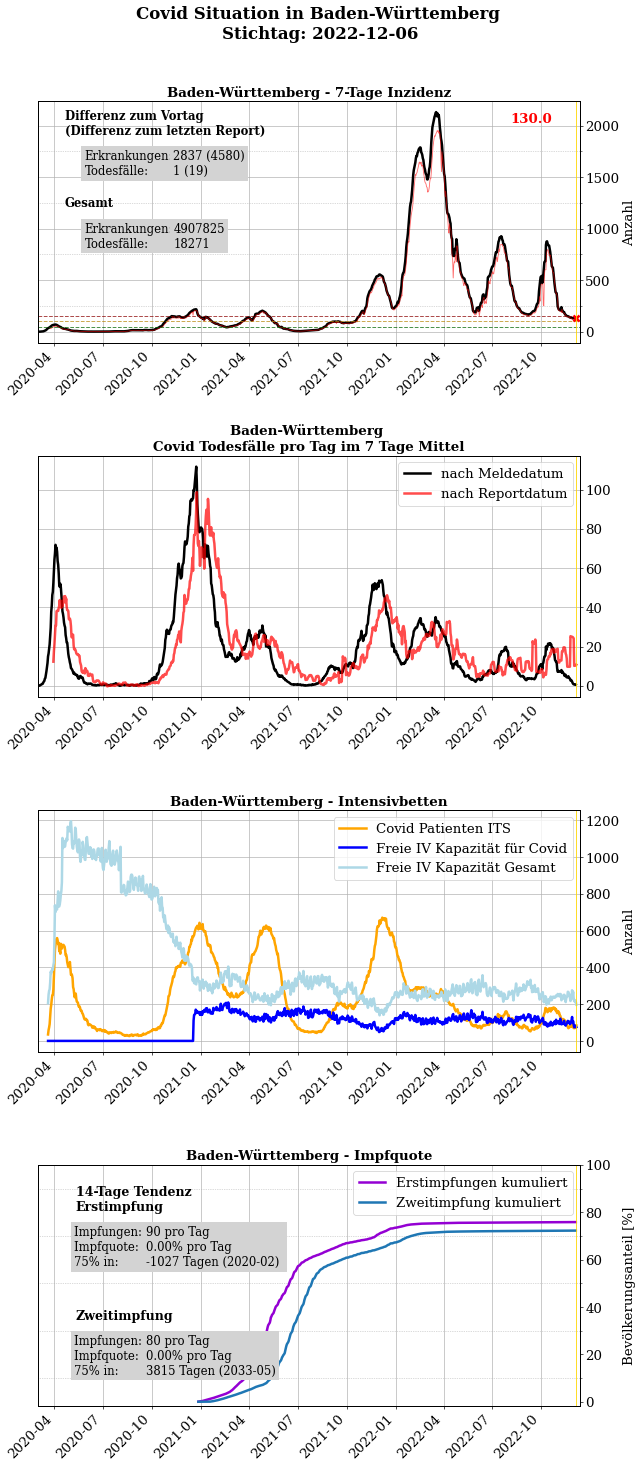 Covid Situation in Baden-Württemberg
Stichtag: 2022-12-06
Baden-Württemberg - 7-Tage Inzidenz
Differenz zum Vortag
(Differenz zum letzten Report)
Erkrankungen 2837 (4580)
Todesfälle: 1 (19)
Gesamt
Erkrankungen 4907825
Todesfälle: 18271
130.0
2000
1500
1000
500
0
Anzahl
2020-04 2020-07 2020-10 2021-01 2021-04 2021-07 2021-10 2022-01 2022-04 2022-07 2022-10
Baden-Württemberg
Covid Todesfälle pro Tag im 7 Tage Mittel
nach Meldedatum
nach Reportdatum
100
80
60
40
20
0
2020-04 2020-07 2020-10 2021-01 2021-04 2021-07 2021-10 2022-01 2022-04 2022-07 2022-10
Baden-Württemberg - Intensivbetten
Covid Patienten ITS
Freie IV Kapazität für Covid
Freie IV Kapazität Gesamt
1200
1000
800
600
400
200
0
Anzahl
2020-04 2020-07 2020-10 2021-01 2021-04 2021-07 2021-10 2022-01 2022-04 2022-07 2022-10
Baden-Württemberg - Impfquote
Erstimpfungen kumuliert
Zweitimpfung kumuliert
14-Tage Tendenz
Erstimpfung
Impfungen: 90 pro Tag
Impfquote: 0.00% pro Tag
75% in: -1027 Tagen (2020-02)
Zweitimpfung
Impfungen: 80 pro Tag
Impfquote: 0.00% pro Tag
75% in: 3815 Tagen (2033-05)
100
80
60
40
20
0
Bevölkerungsanteil [%]
2020-04 2020-07 2020-10 2021-01 2021-04 2021-07 2021-10 2022-01 2022-04 2022-07 2022-10